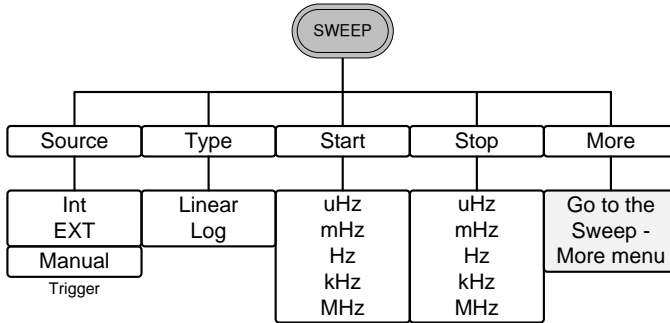 SWEEP
Source
Type
Start
Stop
More
Int
EXT
Manual
Trigger
Linear
Log
uHz
mHz
Hz
kHz
MHz
uHz
mHz
Hz
kHz
MHz
Go to the
Sweep -
More menu